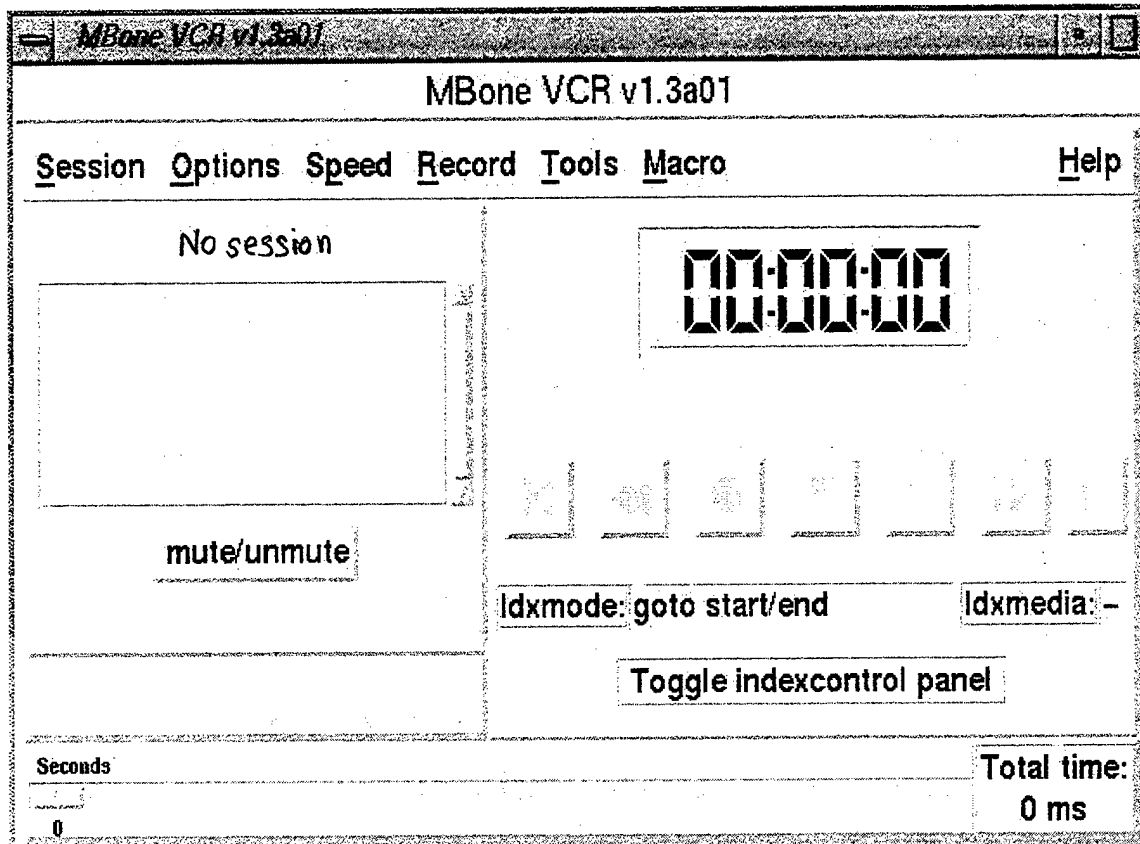 MBone VCR v1.3a01
MBone VCR v1.3a01
Session Options Speed Record Tools Macro Help
No session
00:00:00
mute/unmute
Idxmode: goto start/end Idxmedia: –
Toggle indexcontrol panel
Seconds
Total time:
0
0 ms